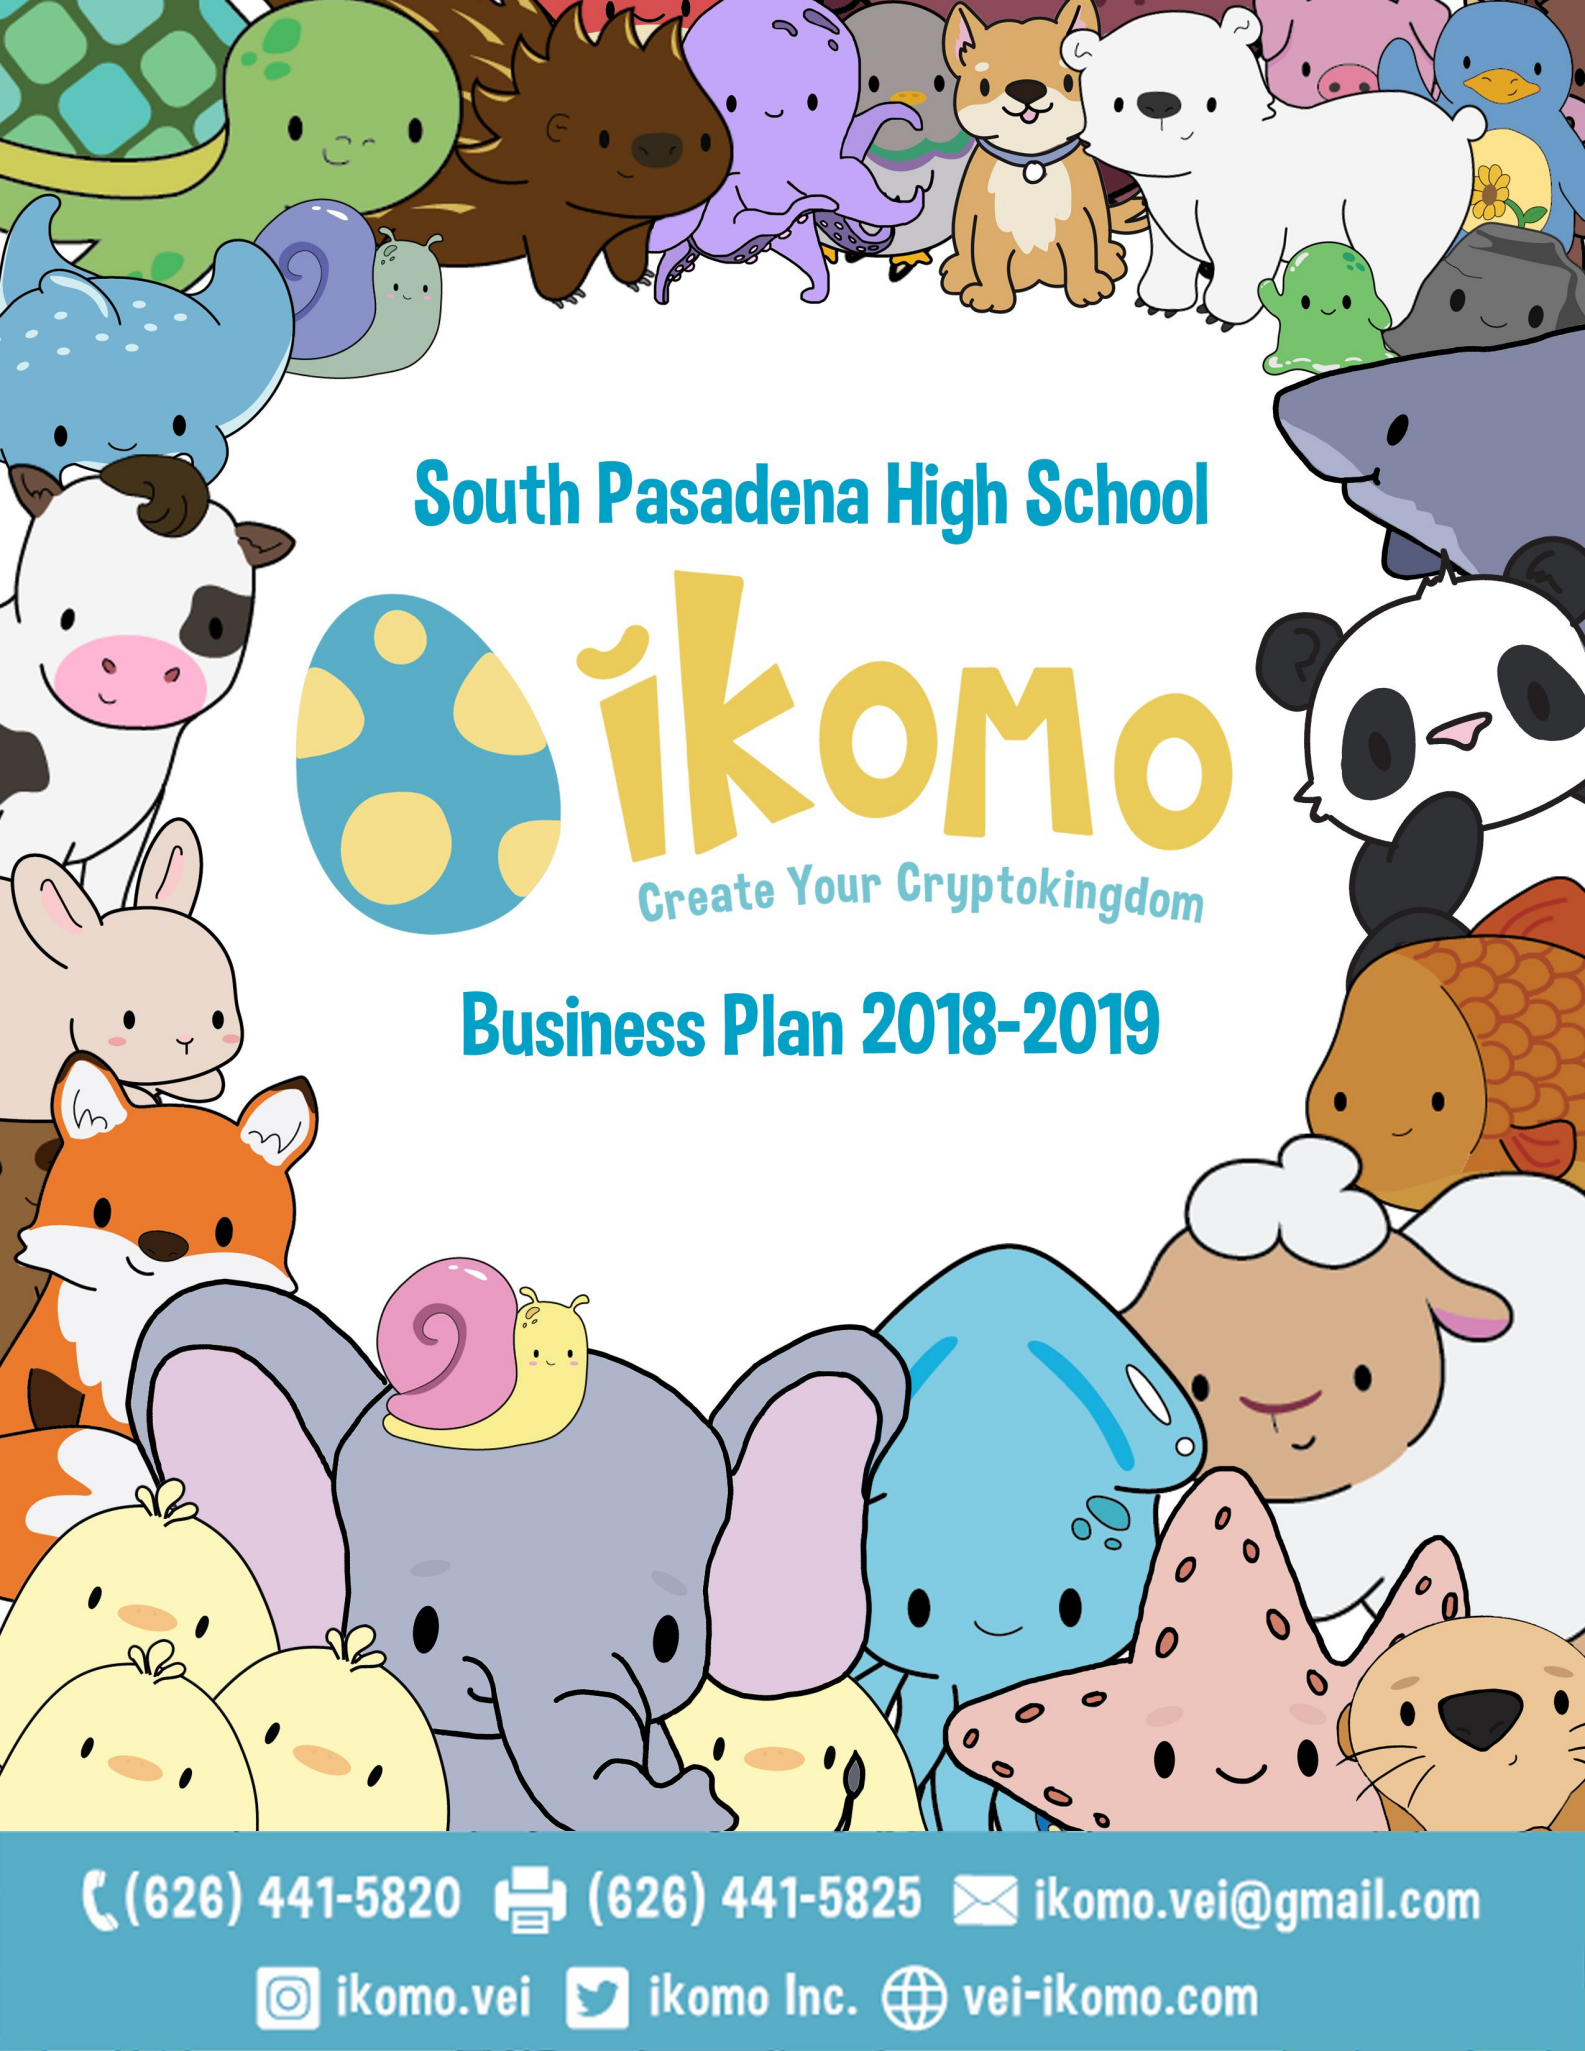 South Pasadena High School
ikomo
Create Your Cryptokingdom
Business Plan 2018-2019
(626) 441-5820 (626) 441-5825 ikomo.vei@gmail.com
ikomo.vei ikomo Inc. vei-ikomo.com